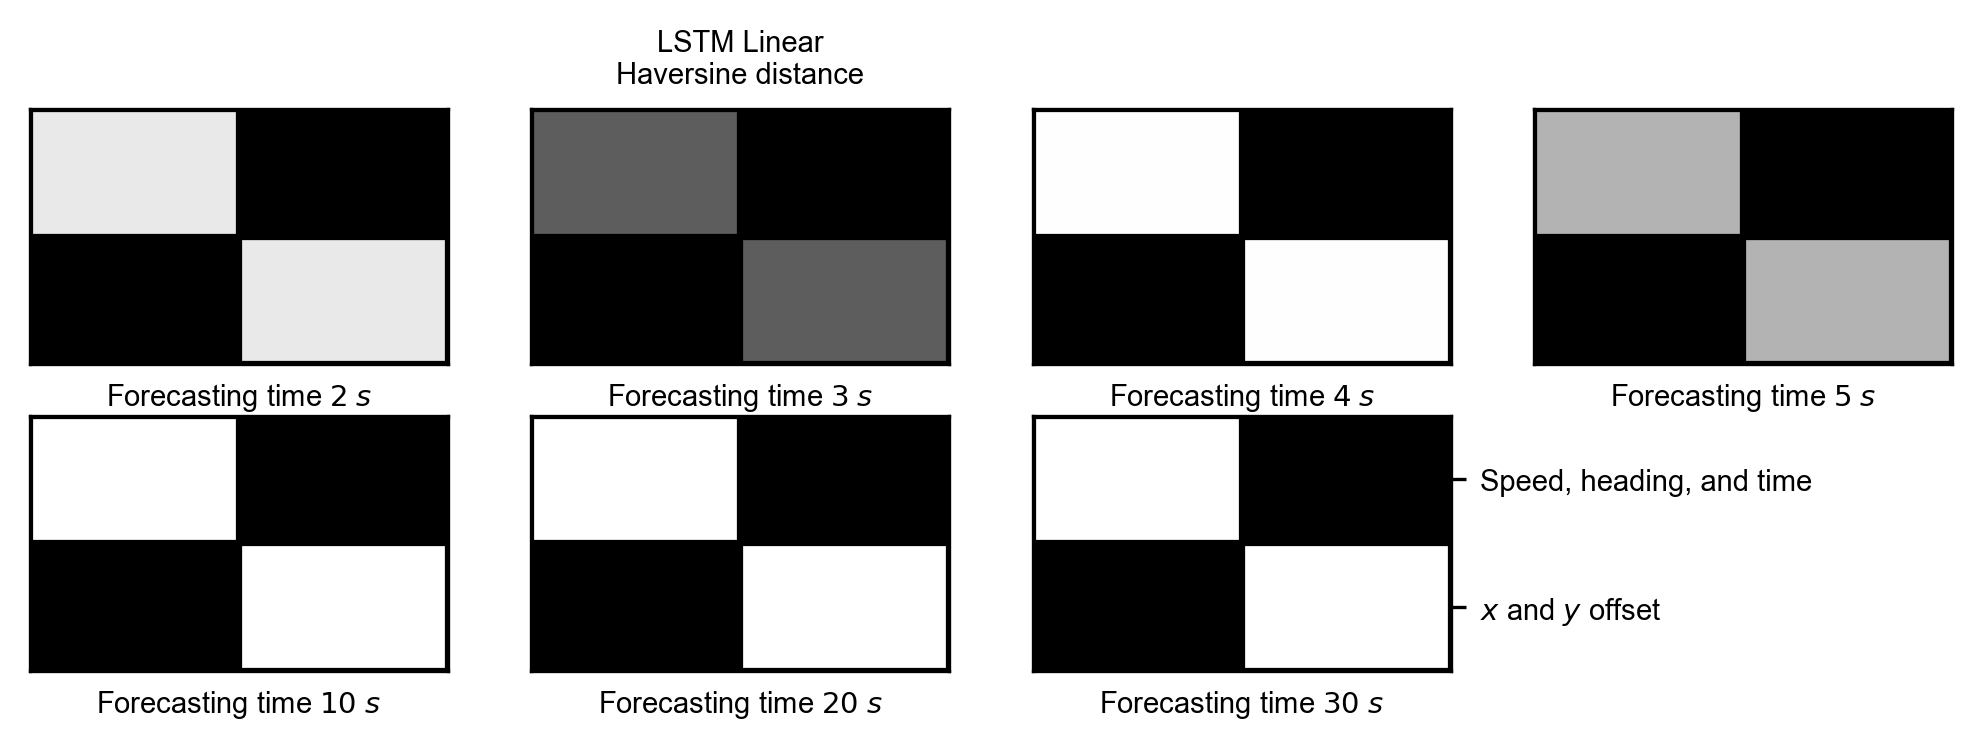 LSTM Linear
Haversine distance
Forecasting time 2 s
Forecasting time 3 s
Forecasting time 4 s
Forecasting time 5 s
Speed, heading, and time
x and y offset
Forecasting time 10 s
Forecasting time 20 s
Forecasting time 30 s